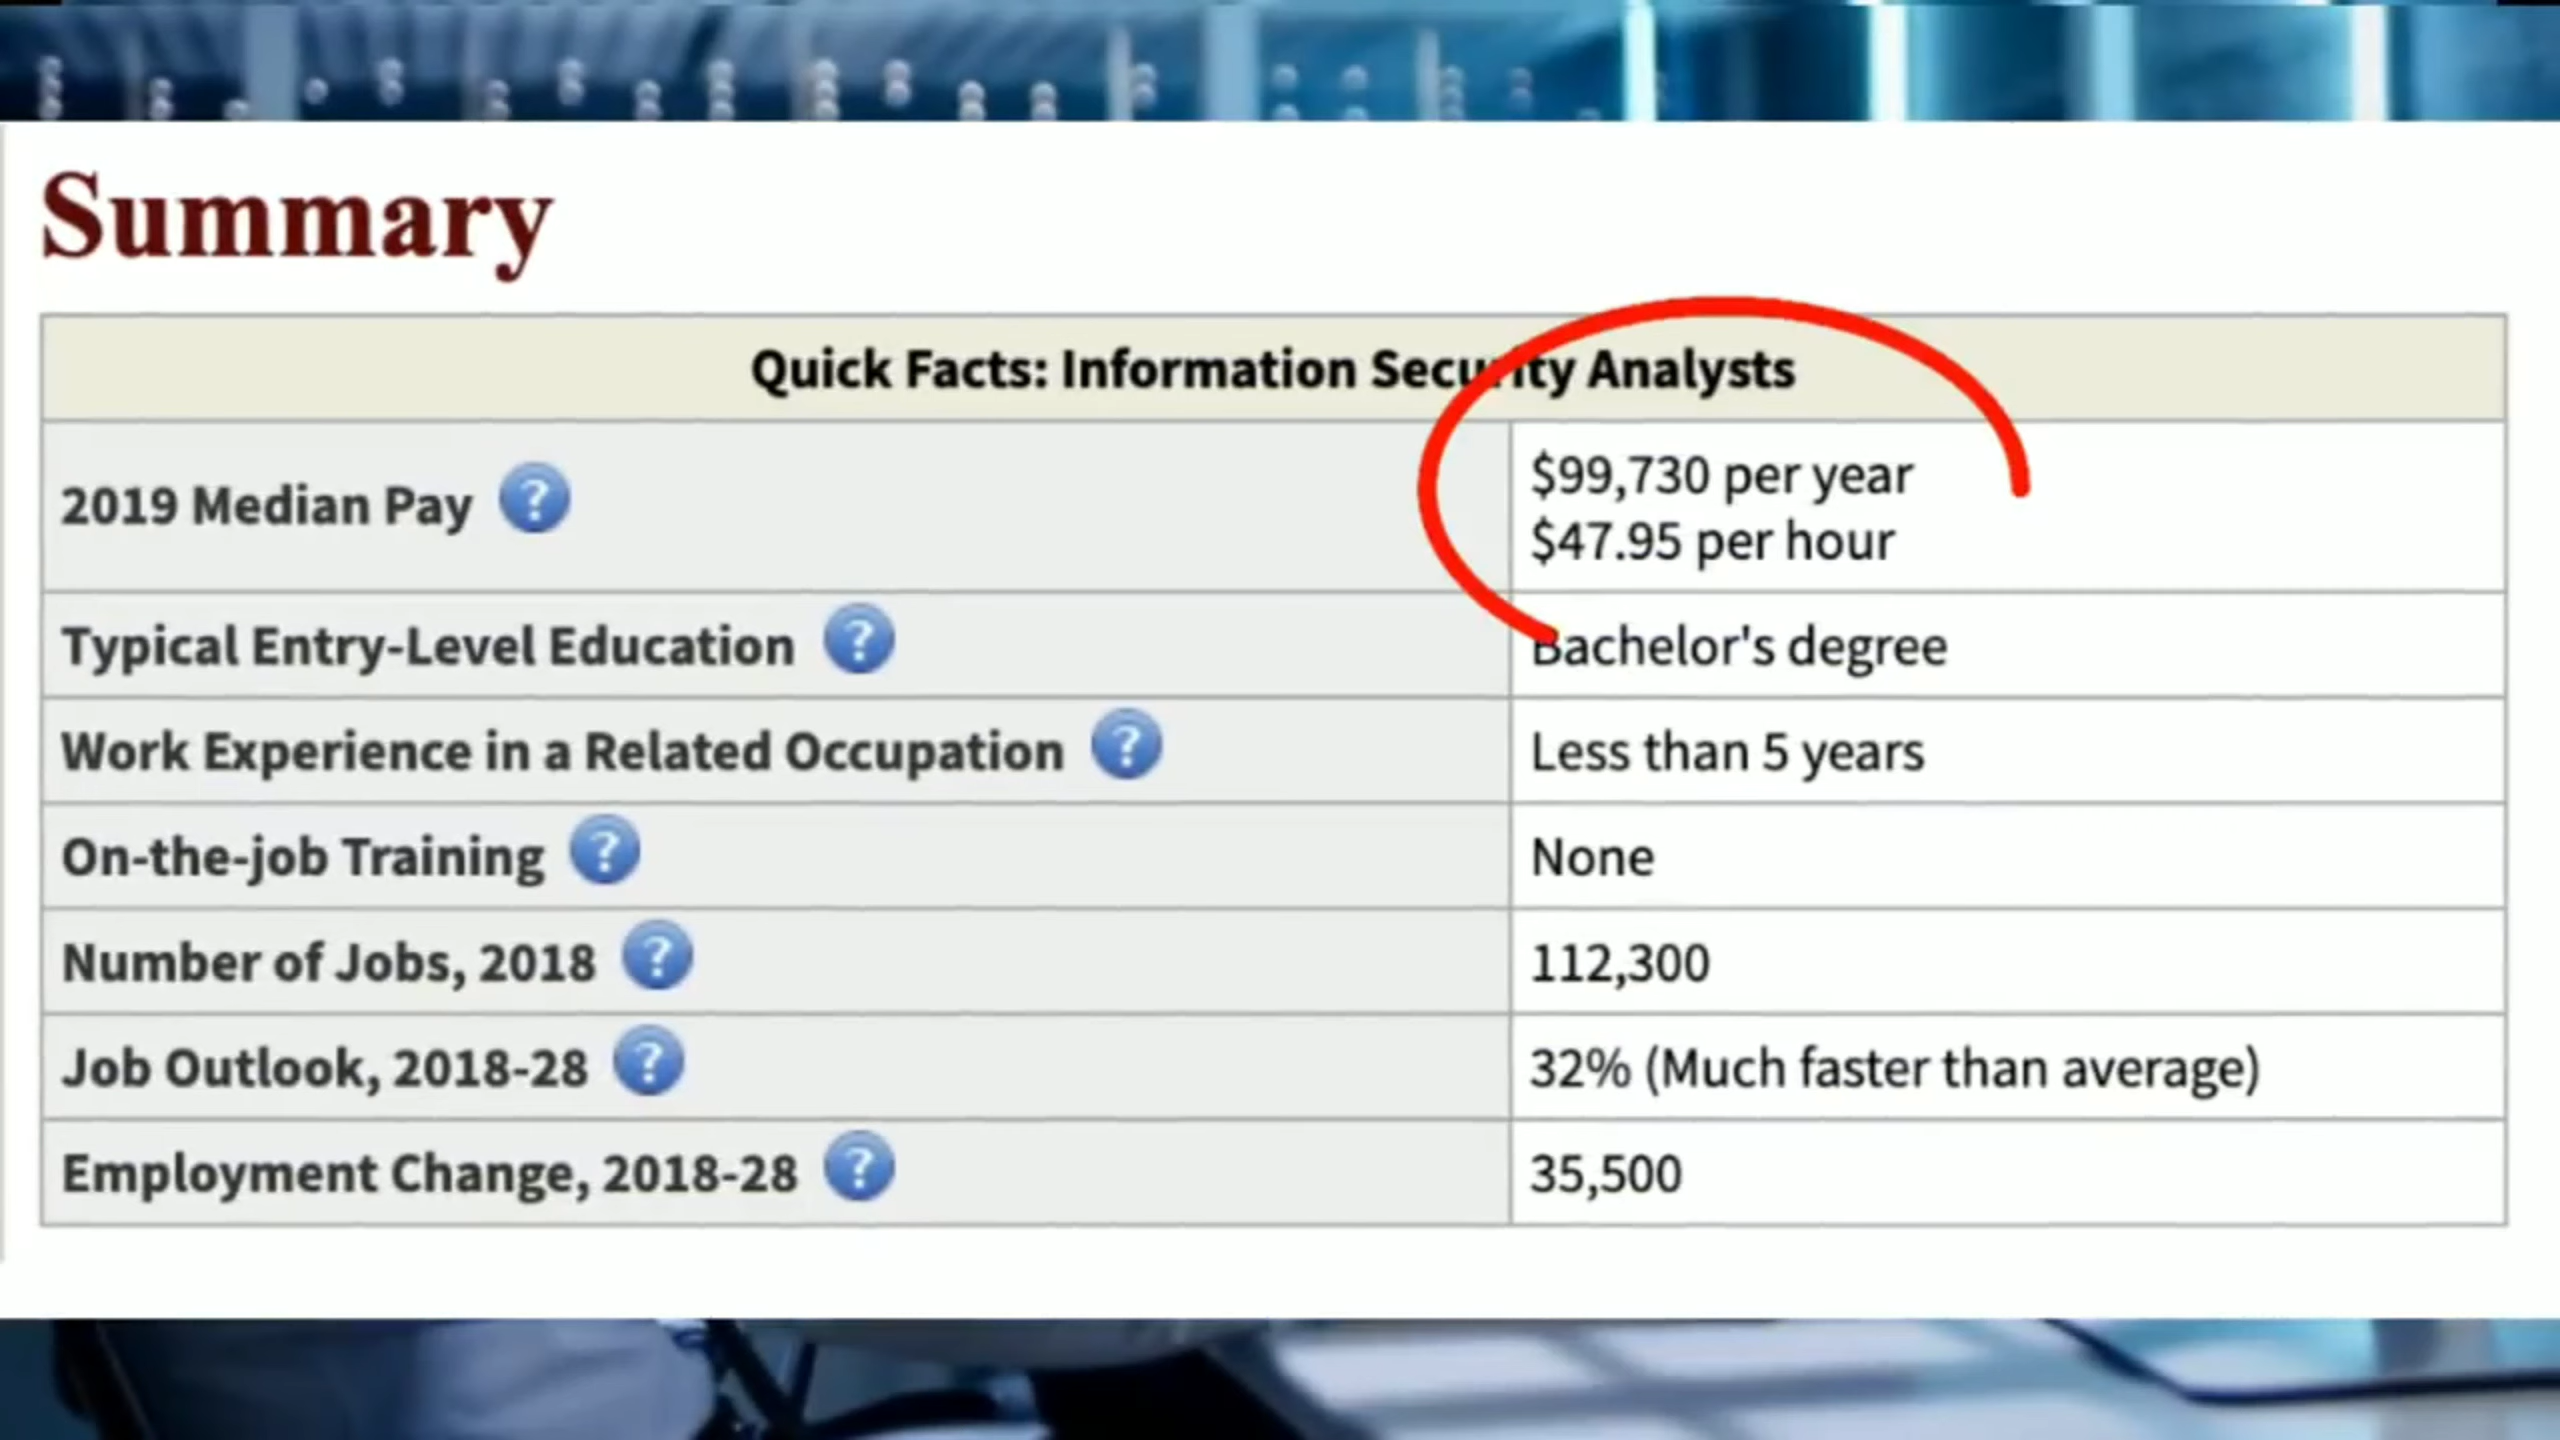 Summary
Quick Facts: Information Security Analysts
2019 Median Pay ?
$99,730 per year
$47.95 per hour
Typical Entry-Level Education ?
Bachelor's degree
Work Experience in a Related Occupation ?
Less than 5 years
On-the-job Training ?
None
Number of Jobs, 2018 ?
112,300
Job Outlook, 2018-28 ?
32% (Much faster than average)
Employment Change, 2018-28 ?
35,500